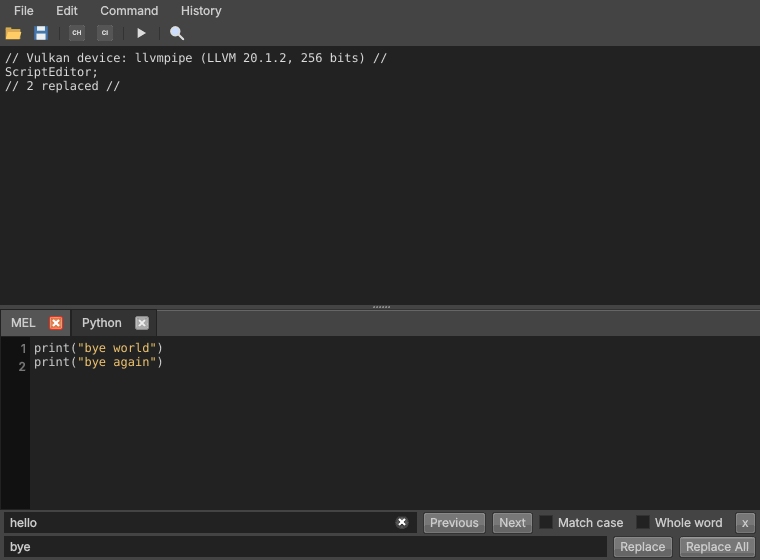 File Edit Command History
CH CI
// Vulkan device: llvmpipe (LLVM 20.1.2, 256 bits) //
ScriptEditor;
// 2 replaced //
MEL Python
1 print("bye world")
2 print("bye again")
hello Previous Next Match case Whole word x
bye Replace Replace All